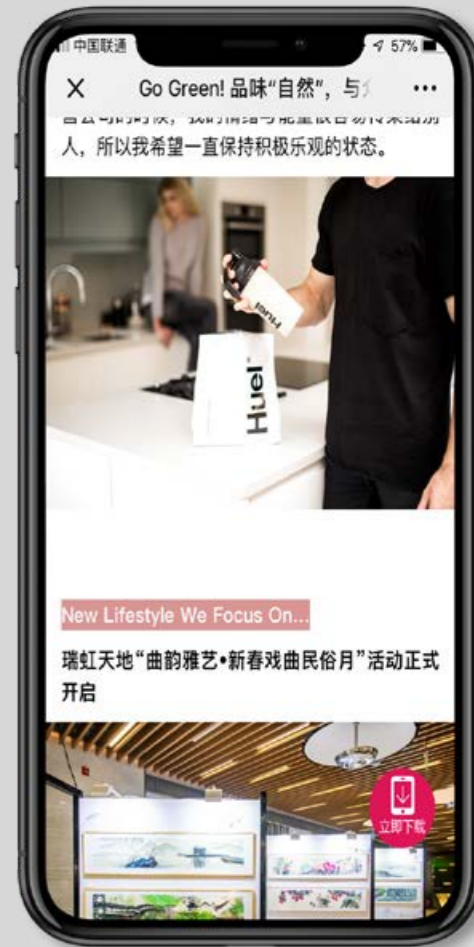 中国联通
57%
Go Green! 品味“自然”，与
人，所以我希望一直保持积极乐观的状态。
Huel
Huel
New Lifestyle We Focus On...
瑞虹天地“曲韵雅艺•新春戏曲民俗月”活动正式
开启
立即下载